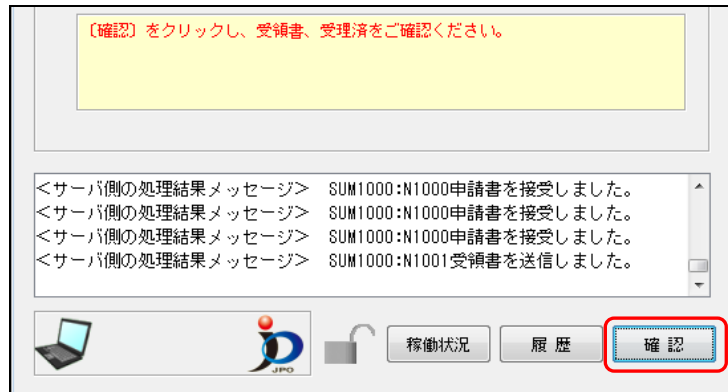 〔確認〕をクリックし、受領書、受理済をご確認ください。
＜サーバ側の処理結果メッセージ＞　SUM1000:N1000申請書を接受しました。
＜サーバ側の処理結果メッセージ＞　SUM1000:N1000申請書を接受しました。
＜サーバ側の処理結果メッセージ＞　SUM1000:N1000申請書を接受しました。
＜サーバ側の処理結果メッセージ＞　SUM1000:N1001受領書を送信しました。
JPO
稼働状況
履歴
確認